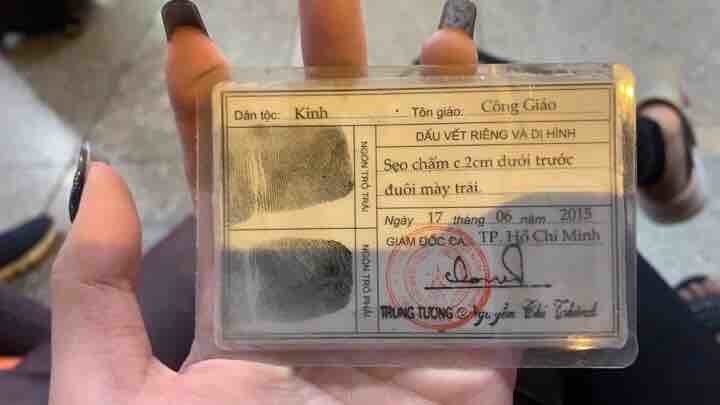 Dân tộc: Kinh Tôn giáo: Công Giáo
NGÓN TRỎ TRÁI
NGÓN TRỎ PHẢI
DẤU VẾT RIÊNG VÀ DỊ HÌNH
Sẹo chấm c.2cm dưới trước
đuôi mày trái
Ngày 17 tháng 06 năm 2015
GIÁM ĐỐC CA. TP. Hồ Chí Minh
TRUNG TƯỚNG Nguyễn Chí Thành